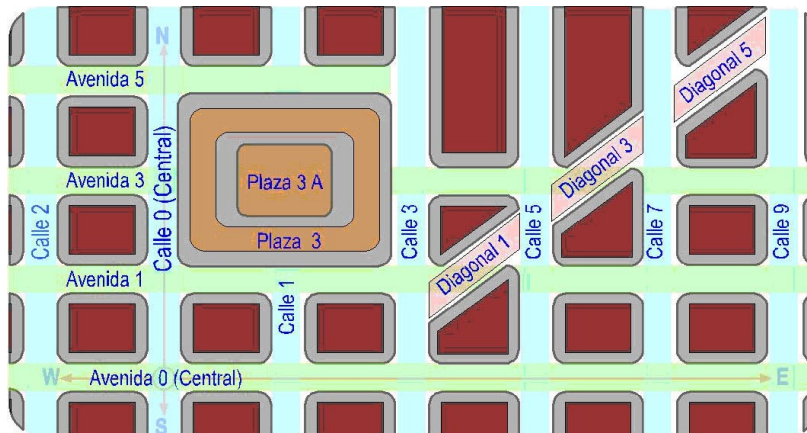 N
Avenida 5
Diagonal 5
Calle 0 (Central)
Avenida 3
Plaza 3 A
Diagonal 3
Calle 2
Plaza 3
Calle 3
Calle 5
Calle 7
Calle 9
Diagonal 1
Avenida 1
Calle 1
W
Avenida 0 (Central)
E
S